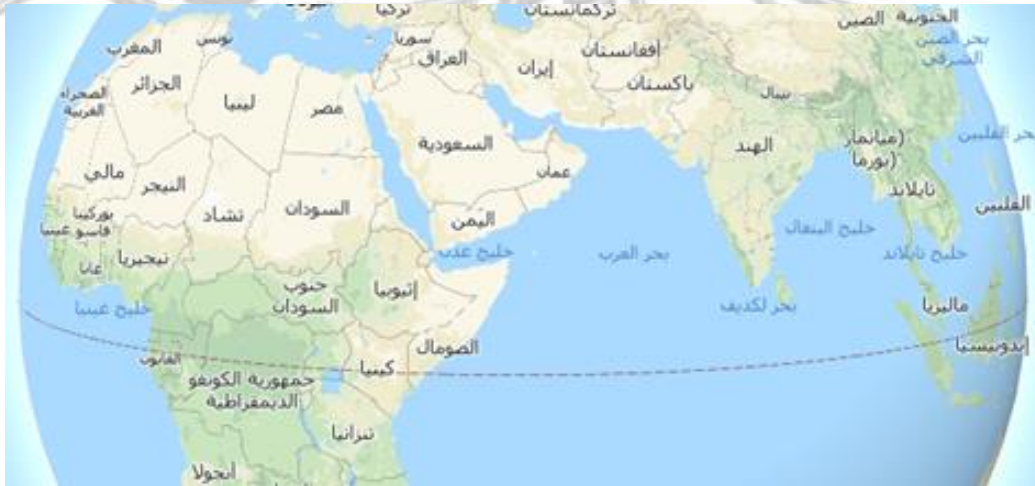 تركيا
تركمانستان
الصين
الجنوبية
بحر الصين
الشرقي
المغرب
تونس
سوريا
العراق
إيران
أفغانستان
باكستان
نيبال
الصحراء
الغربية
الجزائر
ليبيا
مصر
السعودية
عمان
الهند
(ميانمار
(بورما
بحر الفلبين
مالي
النيجر
تشاد
السودان
اليمن
تايلاند
الفلبين
بوركينا
فاسو
غينيا
غانا
نيجيريا
خليج عدن
بحر العرب
خليج البنغال
خليج تايلاند
جنوب
السودان
إثيوبيا
خليج غينيا
بحر لكديف
ماليزيا
إندونيسيا
الغابون
كينيا
الصومال
جمهورية الكونغو
الديمقراطية
تنزانيا
أنجولا